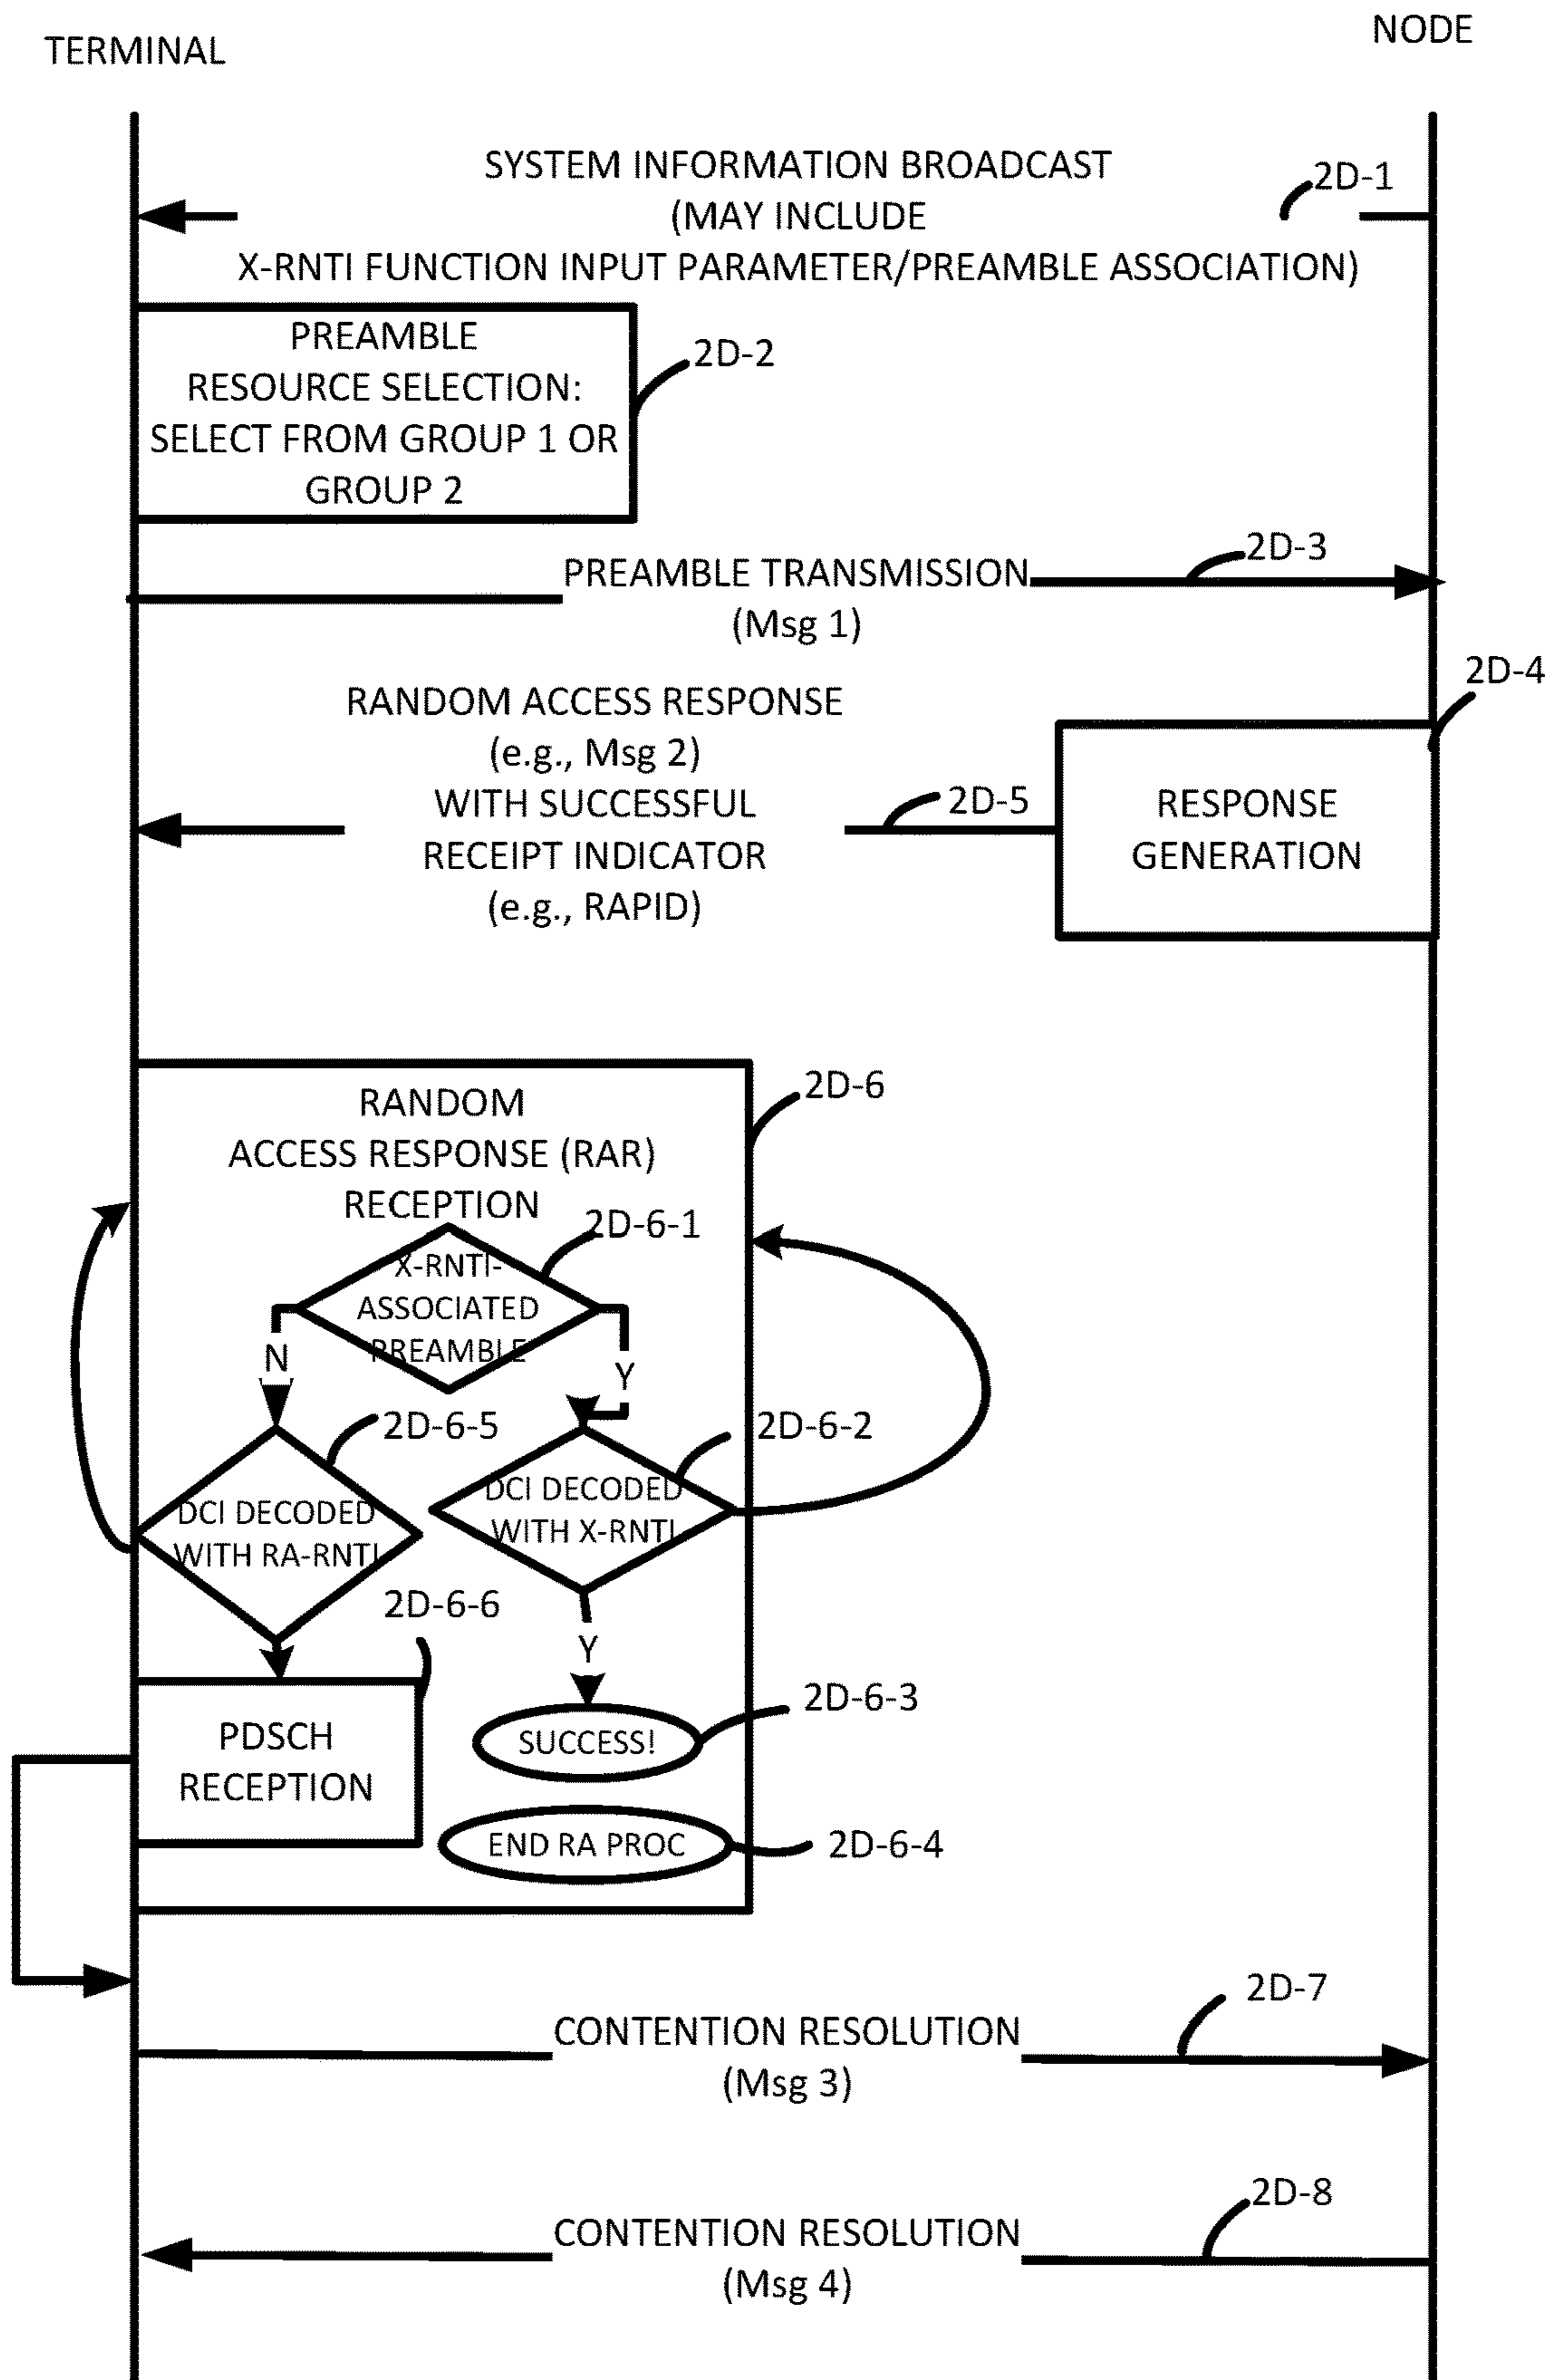 TERMINAL
NODE
SYSTEM INFORMATION BROADCAST
(MAY INCLUDE
X-RNTI FUNCTION INPUT PARAMETER/PREAMBLE ASSOCIATION)
2D-1
PREAMBLE
RESOURCE SELECTION:
SELECT FROM GROUP 1 OR
GROUP 2
2D-2
PREAMBLE TRANSMISSION
(Msg 1)
2D-3
2D-4
RANDOM ACCESS RESPONSE
(e.g., Msg 2)
WITH SUCCESSFUL
RECEIPT INDICATOR
(e.g., RAPID)
2D-5
RESPONSE
GENERATION
2D-6
RANDOM
ACCESS RESPONSE (RAR)
RECEPTION
2D-6-1
X-RNTI-
ASSOCIATED
PREAMBLE
N
Y
2D-6-5
2D-6-2
DCI DECODED
WITH RA-RNTI
DCI DECODED
WITH X-RNTI
2D-6-6
Y
2D-6-3
PDSCH
RECEPTION
SUCCESS!
END RA PROC
2D-6-4
2D-7
CONTENTION RESOLUTION
(Msg 3)
2D-8
CONTENTION RESOLUTION
(Msg 4)